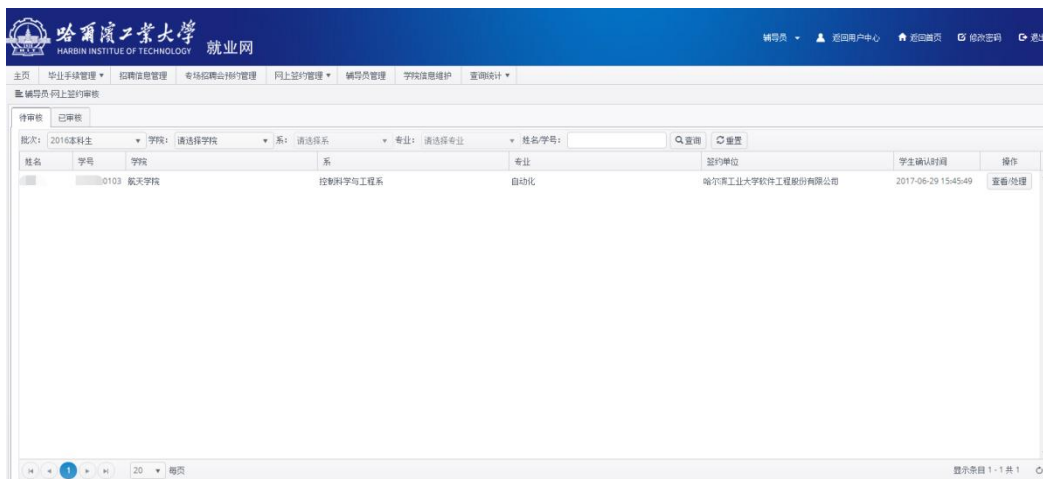 哈爾濱工業大學 就业网
HARBIN INSTITUE OF TECHNOLOGY
辅导员 返回用户中心 返回首页 修改密码 退出
主页 毕业手续管理 招聘信息管理 专场招聘会预约管理 网上签约管理 辅导员管理 学院信息维护 查询统计
辅导员-网上签约审核
待审核 已审核
批次: 2016本科生 学院: 请选择学院 系: 请选择系 专业: 请选择专业 姓名/学号: 查询 重置
姓名 学号 学院 系 专业 签约单位 学生确认时间 操作
0103 航天学院 控制科学与工程系 自动化 哈尔滨工业大学软件工程股份有限公司 2017-06-29 15:45:49 查看/处理
1 20 每页 显示条目 1 - 1 共 1